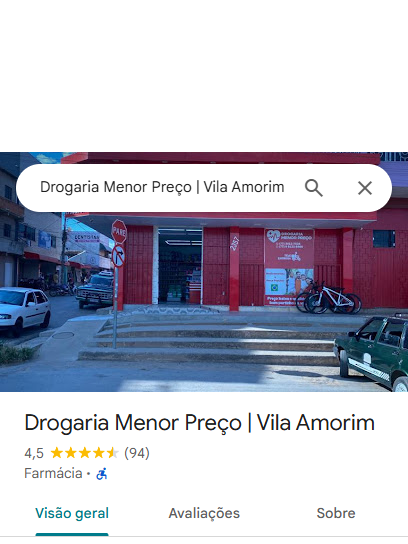 Drogaria Menor Preço | Vila Amorim
PARE
DENTISTAS
DROGARIA
MENOR PREÇO
Drogaria Menor Preço | Vila Amorim
4,5 (94)
Farmácia ·
Visão geral
Avaliações
Sobre